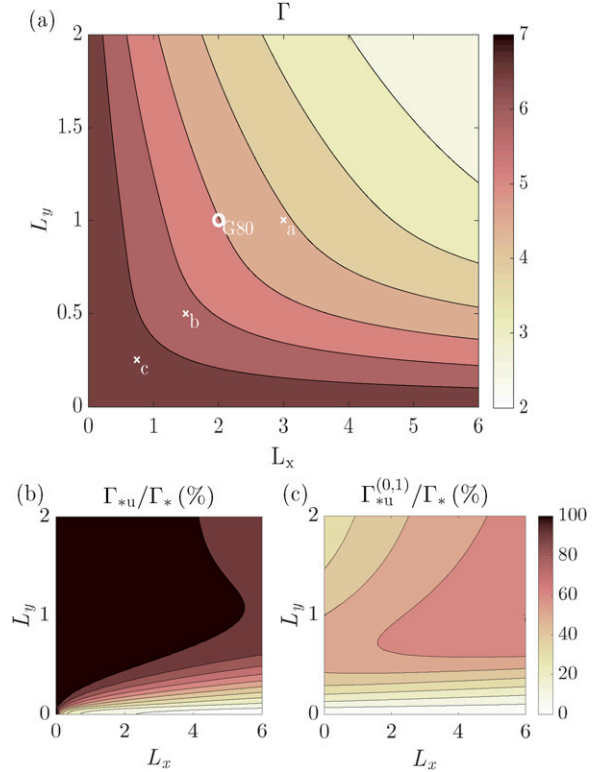 (a)
Γ
2
1.5
1
0.5
0
L_y
G80
a
b
c
0 1 2 3 4 5 6
L_x
7
6
5
4
3
2
(b)
Γ_{*u}/Γ_* (%)
2
1
0
L_y
0 2 4 6
L_x
(c)
Γ_{*u}^{(0,1)}/Γ_* (%)
2
1
0
L_y
0 2 4 6
L_x
100
80
60
40
20
0